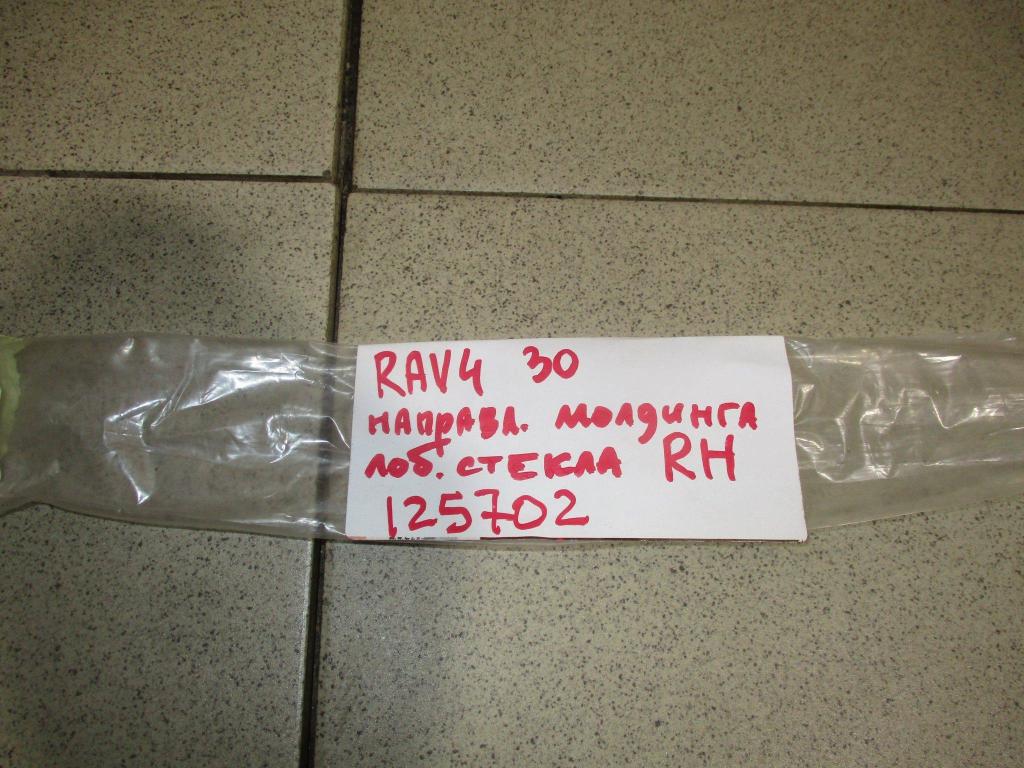 RAV4 30
направл. молдинга
лоб. стекла RH
125702